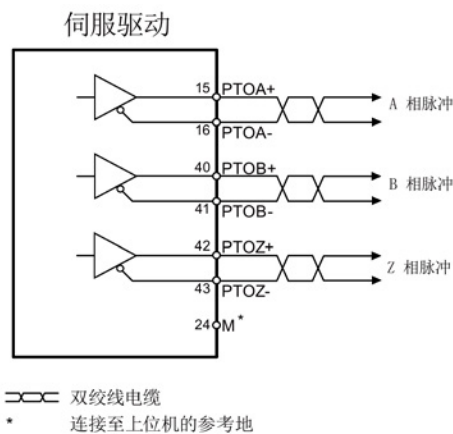 伺服驱动
15 PTOA+
A 相脉冲
16 PTOA-
40 PTOB+
B 相脉冲
41 PTOB-
42 PTOZ+
Z 相脉冲
43 PTOZ-
24 M*
双绞线电缆
* 连接至上位机的参考地